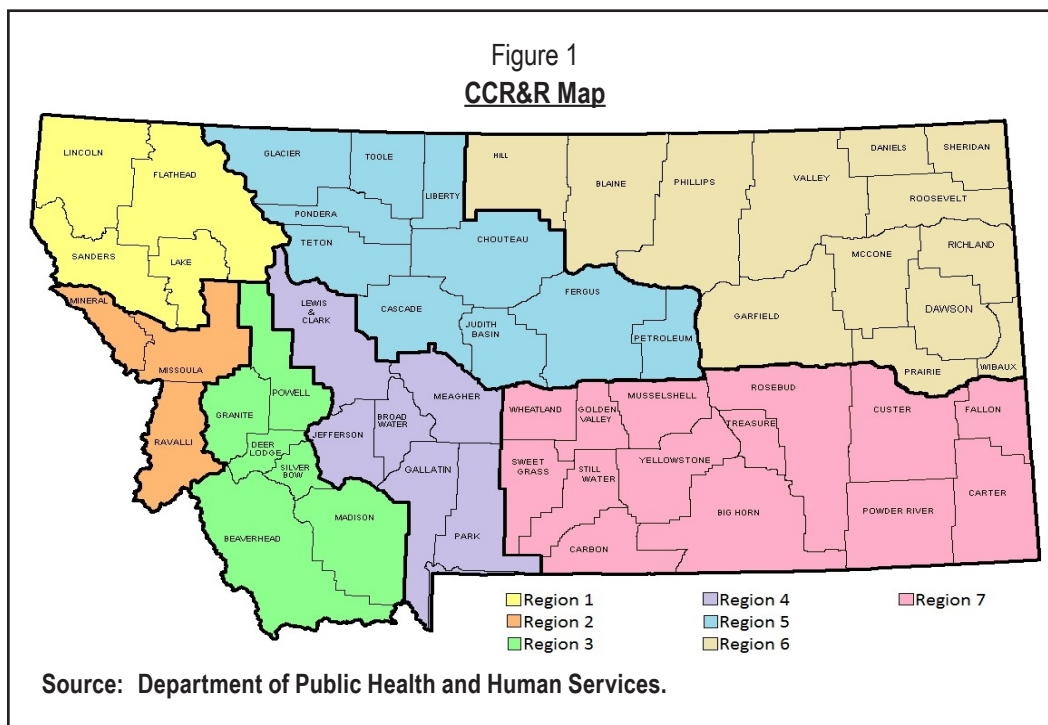 Figure 1
CCR&R Map
LINCOLN
FLATHEAD
GLACIER
TOOLE
LIBERTY
HILL
BLAINE
PHILLIPS
VALLEY
DANIELS
SHERIDAN
ROOSEVELT
PONDERA
TETON
CHOUTEAU
SANDERS
LAKE
MCCONE
RICHLAND
MINERAL
LEWIS
&
CLARK
CASCADE
JUDITH
BASIN
FERGUS
PETROLEUM
GARFIELD
DAWSON
MISSOULA
PRAIRIE
WIBAUX
POWELL
GRANITE
MEAGHER
WHEATLAND
GOLDEN
VALLEY
MUSSELSHELL
ROSEBUD
CUSTER
FALLON
RAVALLI
DEER
LODGE
JEFFERSON
BROAD
WATER
TREASURE
SILVER
BOW
GALLATIN
SWEET
GRASS
STILL
WATER
YELLOWSTONE
CARTER
BEAVERHEAD
MADISON
PARK
CARBON
BIG HORN
POWDER RIVER
Region 1
Region 4
Region 7
Region 2
Region 5
Region 3
Region 6
Source: Department of Public Health and Human Services.